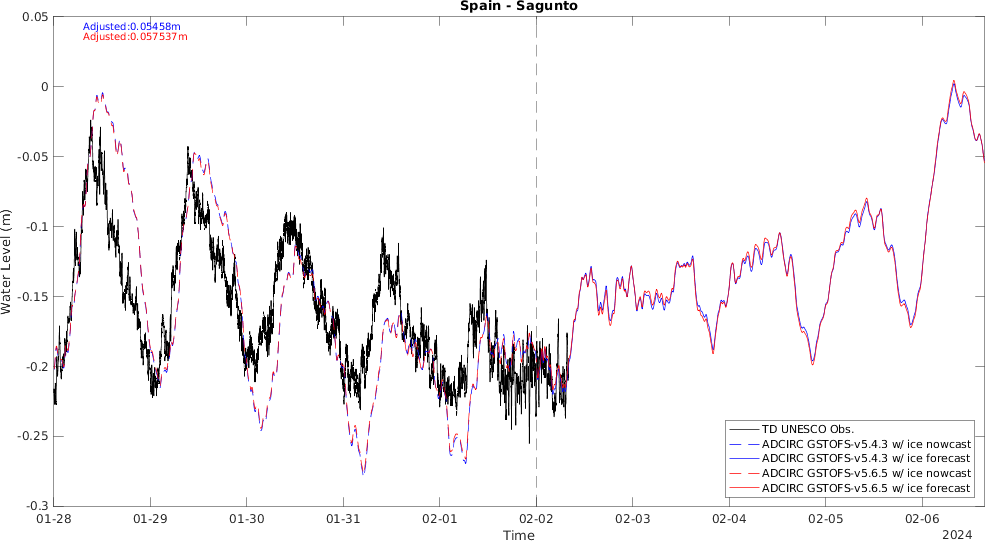 Spain - Sagunto
Adjusted:0.05458m
Adjusted:0.057537m
Water Level (m)
0.05
0
-0.05
-0.1
-0.15
-0.2
-0.25
-0.3
TD UNESCO Obs.
ADCIRC GSTOFS-v5.4.3 w/ ice nowcast
ADCIRC GSTOFS-v5.4.3 w/ ice forecast
ADCIRC GSTOFS-v5.6.5 w/ ice nowcast
ADCIRC GSTOFS-v5.6.5 w/ ice forecast
01-28 01-29 01-30 01-31 02-01 02-02 02-03 02-04 02-05 02-06
Time
2024